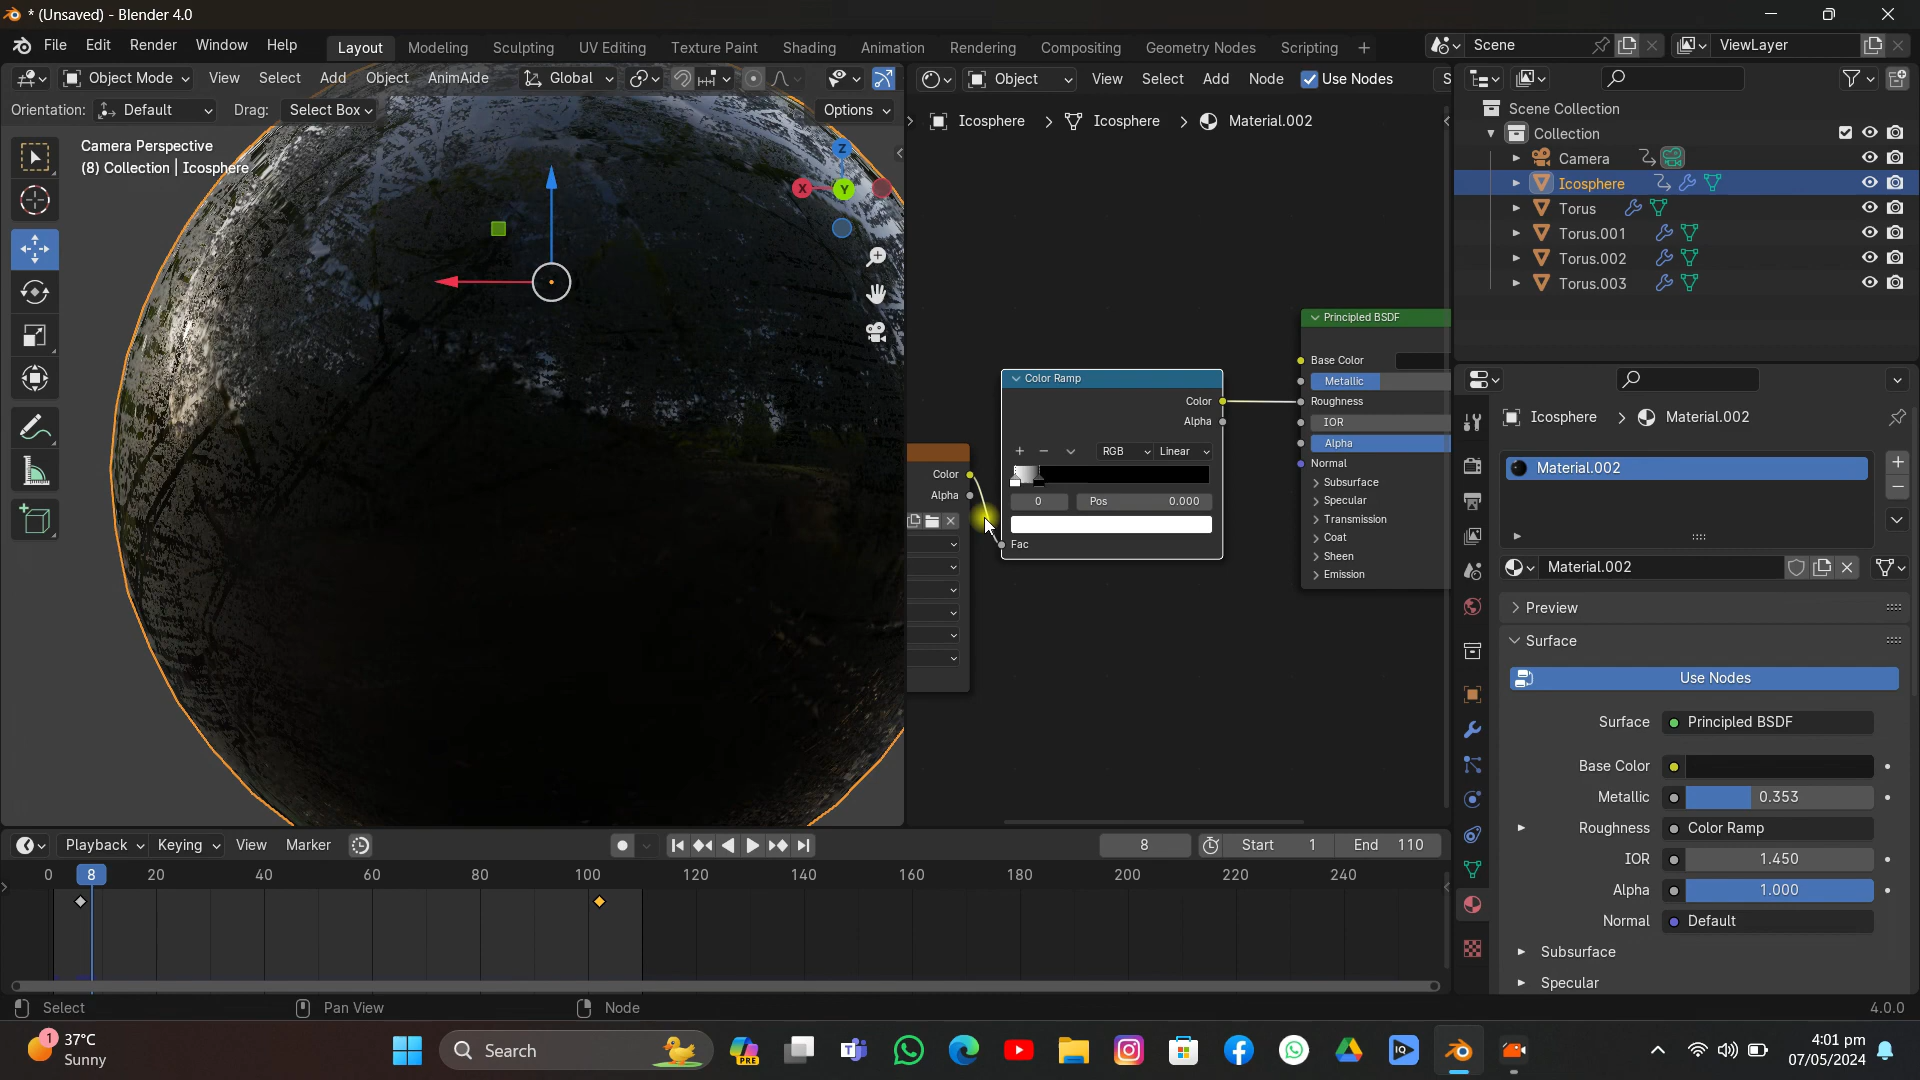 * (Unsaved) - Blender 4.0
File Edit Render Window Help
Layout Modeling Sculpting UV Editing Texture Paint Shading Animation Rendering Compositing Geometry Nodes Scripting +
Scene
ViewLayer
Object Mode View Select Add Object AnimAide Global
Object View Select Add Node Use Nodes S
Orientation: Default Drag: Select Box Options
Camera Perspective
(8) Collection | Icosphere
Z
X
Y
Icosphere > Icosphere > Material.002
Color
Alpha
Color Ramp
Color
Alpha
+ − RGB Linear
0 Pos 0.000
Fac
Principled BSDF
Base Color
Metallic
Roughness
IOR
Alpha
Normal
Subsurface
Specular
Transmission
Coat
Sheen
Emission
Scene Collection
Collection
Camera
Icosphere
Torus
Torus.001
Torus.002
Torus.003
Icosphere > Material.002
Material.002
Material.002
Preview
Surface
Use Nodes
Surface Principled BSDF
Base Color
Metallic 0.353
Roughness Color Ramp
IOR 1.450
Alpha 1.000
Normal Default
Subsurface
Specular
Playback Keying View Marker 8 Start 1 End 110
0 8 20 40 60 80 100 120 140 160 180 200 220 240
Select Pan View Node 4.0.0
1
37°C
Sunny
Search
PRE
IQ
4:01 pm
07/05/2024